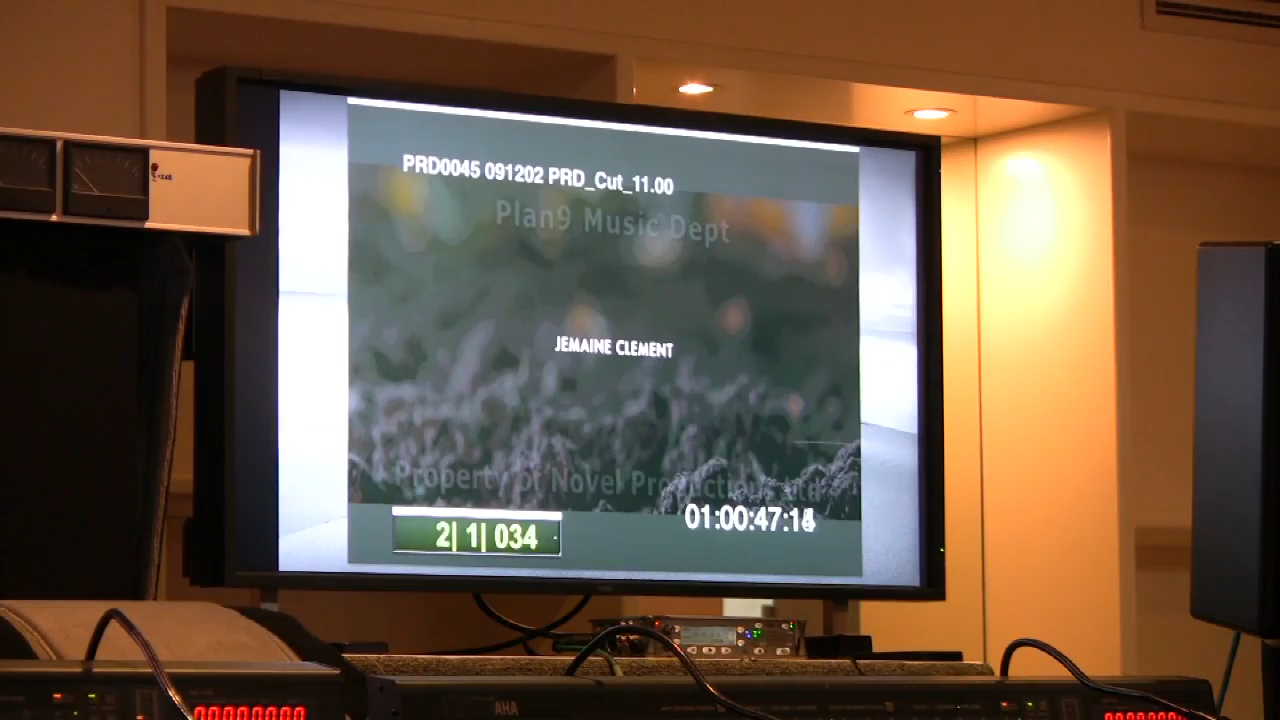 PRD0045 091202 PRD_Cut_11.00
Plan9 Music Dept
JEMAINE CLEMENT
Property of Novel Productions Ltd
2| 1| 034
01:00:47:14
AHA